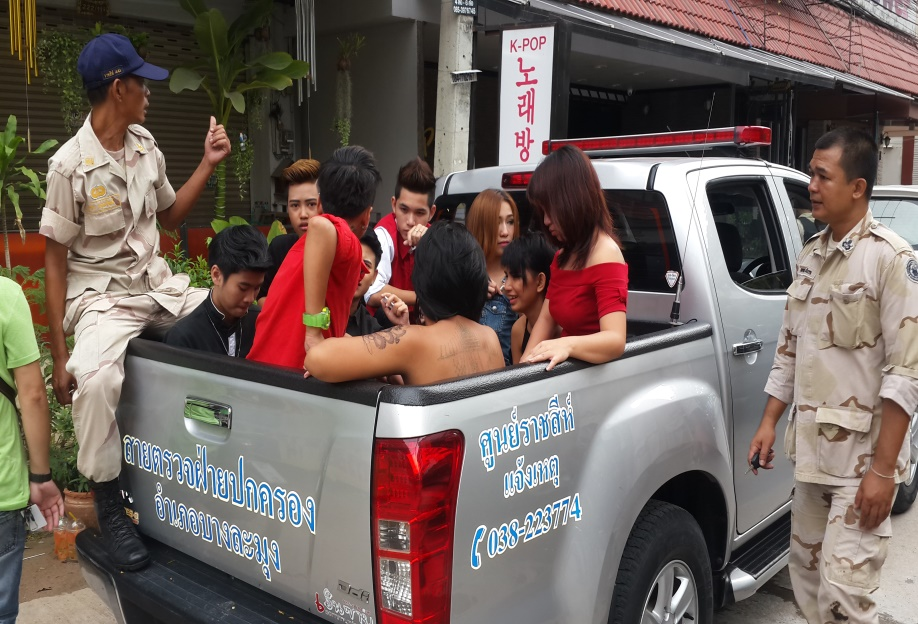 K-POP
노래방
สายตรวจฝ่ายปกครอง
อำเภอบางละมุง
ศูนย์ราชสีห์
แจ้งเหตุ
038-223774